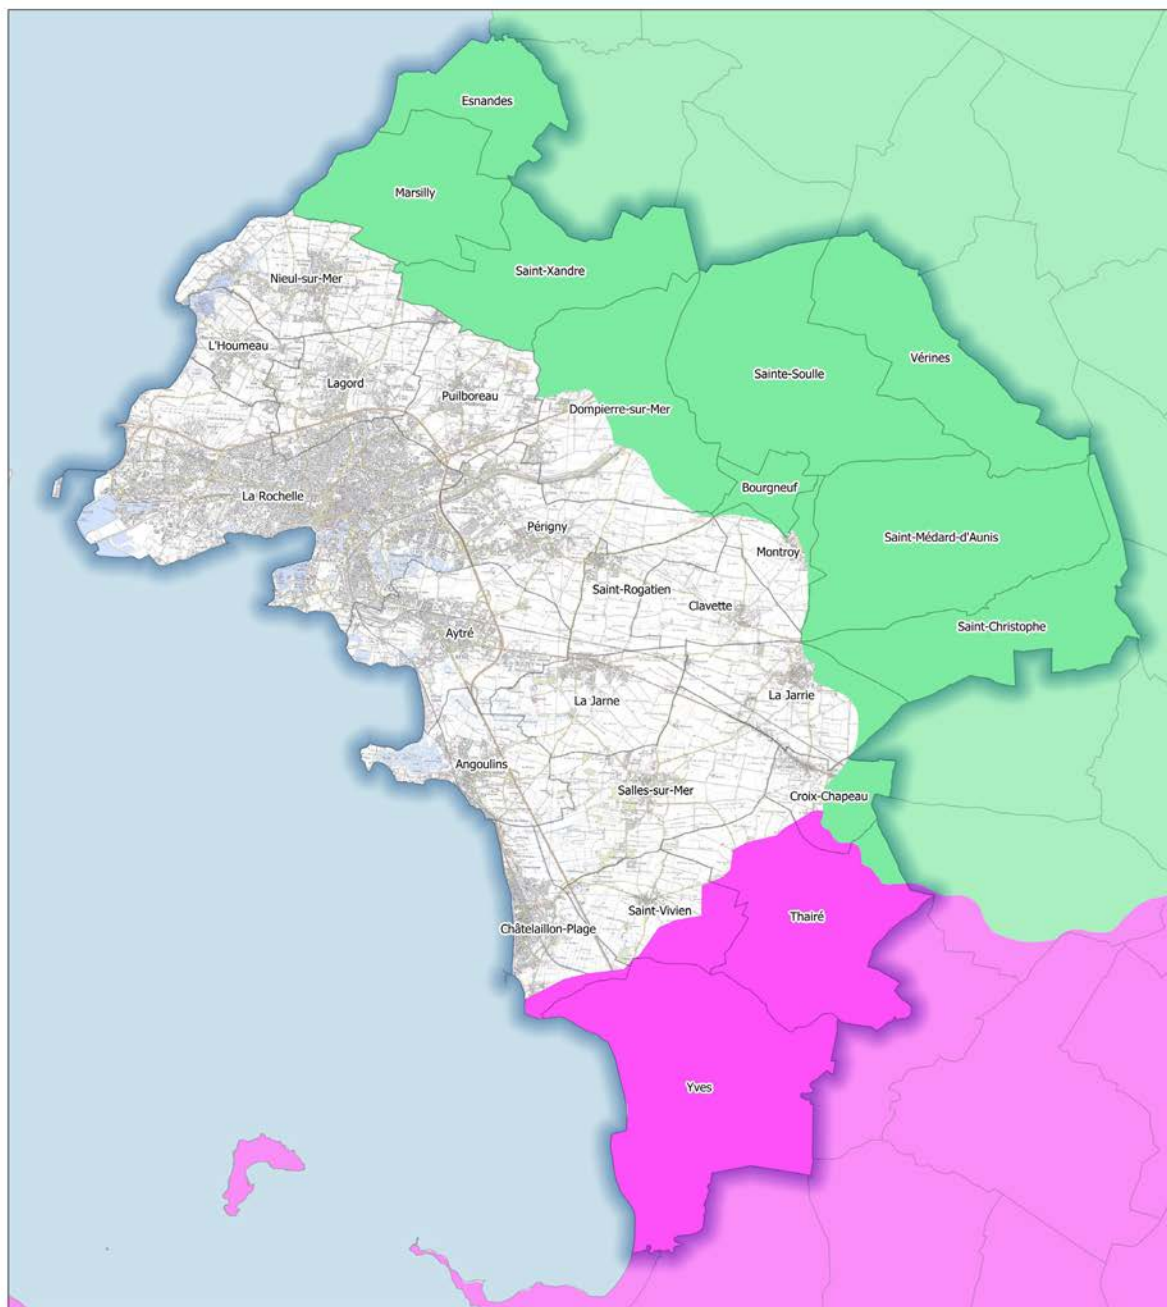 Esnandes
Marsilly
Saint-Xandre
Nieul-sur-Mer
L'Houmeau
Vérines
Sainte-Soulle
Lagord
Puilboreau
Dompierre-sur-Mer
Bourgneuf
La Rochelle
Périgny
Saint-Médard-d'Aunis
Montroy
Saint-Rogatien
Clavette
Saint-Christophe
Aytré
La Jarne
La Jarrie
Angoulins
Salles-sur-Mer
Croix-Chapeau
Saint-Vivien
Thairé
Châtelaillon-Plage
Yves